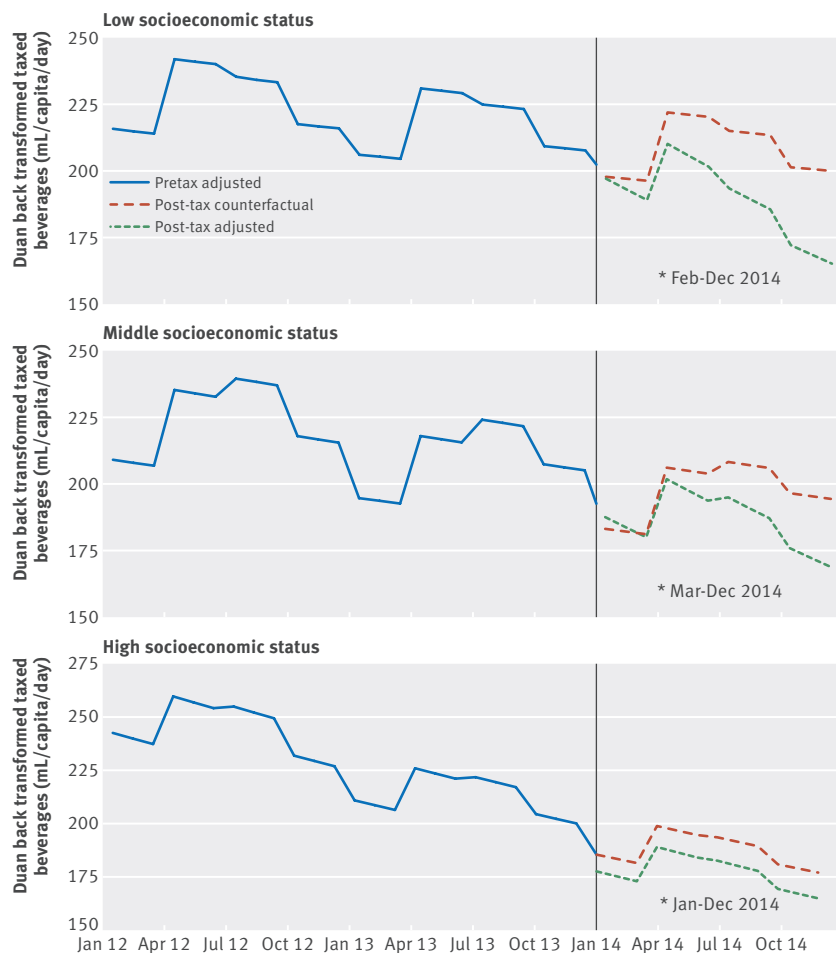 Low socioeconomic status
Duan back transformed taxed
beverages (mL/capita/day)
250
225
200
175
150
Pretax adjusted
Post-tax counterfactual
Post-tax adjusted
* Feb-Dec 2014
Middle socioeconomic status
Duan back transformed taxed
beverages (mL/capita/day)
250
225
200
175
150
* Mar-Dec 2014
High socioeconomic status
Duan back transformed taxed
beverages (mL/capita/day)
275
250
225
200
175
150
* Jan-Dec 2014
Jan 12 Apr 12 Jul 12 Oct 12 Jan 13 Apr 13 Jul 13 Oct 13 Jan 14 Apr 14 Jul 14 Oct 14